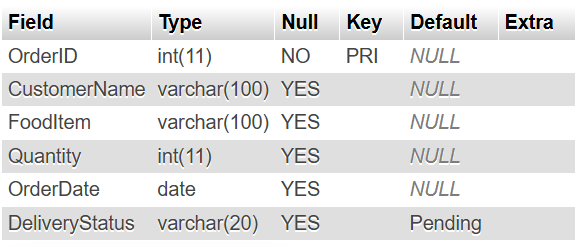 Field Type Null Key Default Extra
OrderID int(11) NO PRI NULL
CustomerName varchar(100) YES NULL
FoodItem varchar(100) YES NULL
Quantity int(11) YES NULL
OrderDate date YES NULL
DeliveryStatus varchar(20) YES Pending